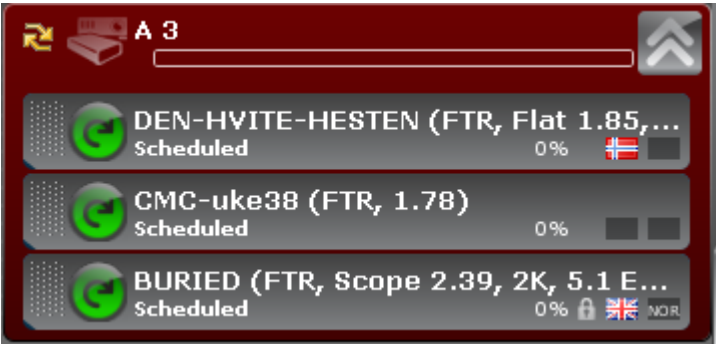 A 3
DEN-HVITE-HESTEN (FTR, Flat 1.85,...
Scheduled 0%
CMC-uke38 (FTR, 1.78)
Scheduled 0%
BURIED (FTR, Scope 2.39, 2K, 5.1 E...
Scheduled 0% NOR